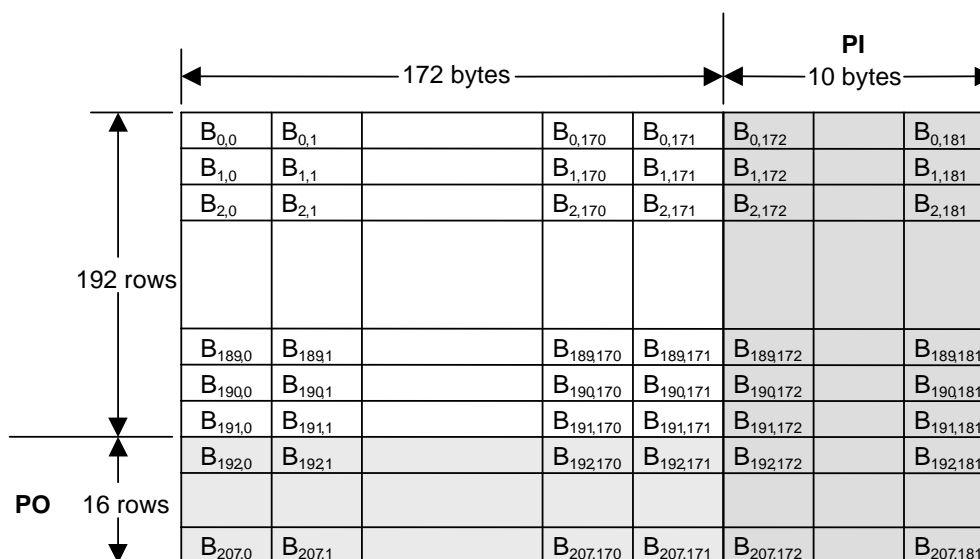 PI
172 bytes 10 bytes
B0,0 B0,1 B0,170 B0,171 B0,172 B0,181
B1,0 B1,1 B1,170 B1,171 B1,172 B1,181
B2,0 B2,1 B2,170 B2,171 B2,172 B2,181
192 rows
B189,0 B189,1 B189,170 B189,171 B189,172 B189,181
B190,0 B190,1 B190,170 B190,171 B190,172 B190,181
B191,0 B191,1 B191,170 B191,171 B191,172 B191,181
B192,0 B192,1 B192,170 B192,171 B192,172 B192,181
PO 16 rows
B207,0 B207,1 B207,170 B207,171 B207,172 B207,181